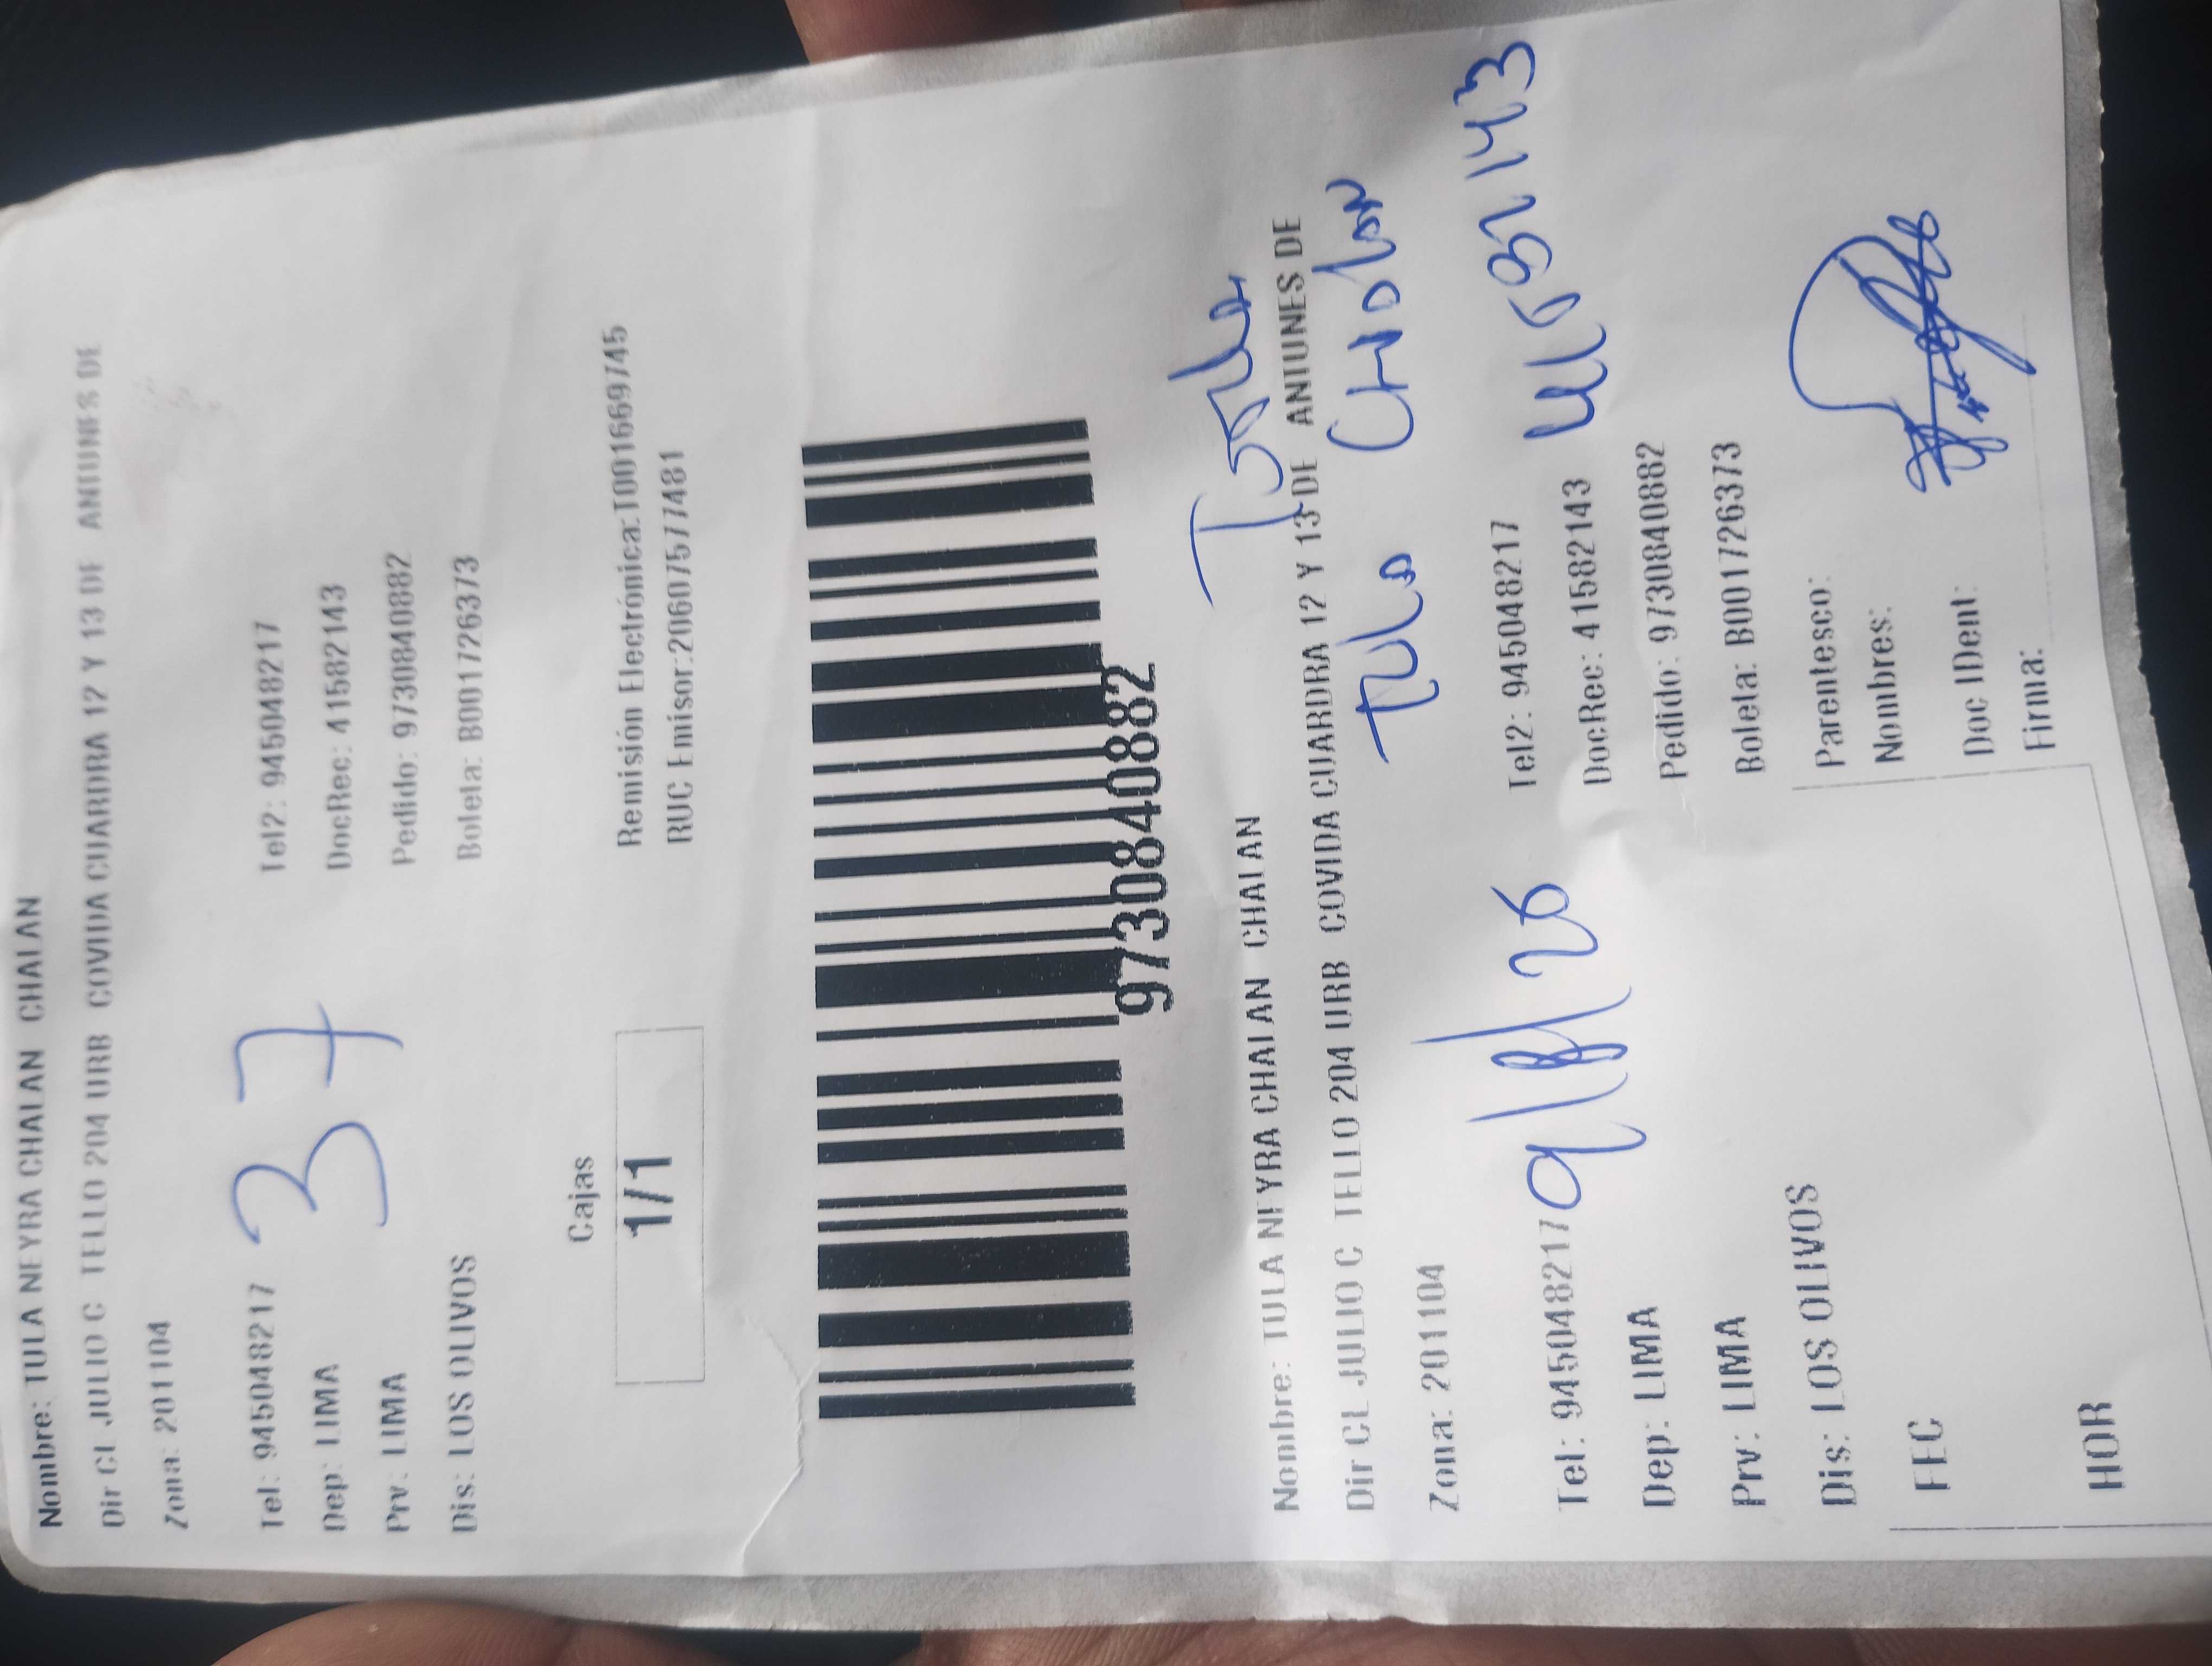 Nombre: TULA NEYRA CHALAN CHALAN
Dir CL JULIO C TELLO 204 URB COVIDA CUARDRA 12 Y 13 DE ANTUNES DE
Zona: 201104
Tel: 945048217 Tel2: 945048217
37
Dep: LIMA DocRec: 41582143
Prv: LIMA Pedido: 9730840882
Dis: LOS OLIVOS Boleta: B001726373
Cajas
1/1
Remisión Electrónica:T001669745
RUC Emisor:20607577481
9730840882
Nombre: TULA NEYRA CHALAN CHALAN
Dir CL JULIO C TELLO 204 URB COVIDA CUARDRA 12 Y 13 DE ANTUNES DE
Tula Chalan
Zona: 201104
Tel: 945048217 Tel2: 945048217
Dep: LIMA DocRec: 41582143
Prv: LIMA Pedido: 9730840882
Dis: LOS OLIVOS Boleta: B001726373
FEC
HOR
Parentesco:
Nombres:
Doc IDent:
Firma: